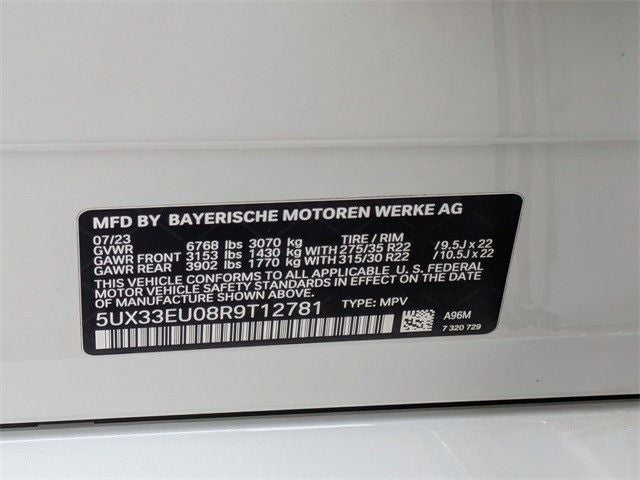 MFD BY BAYERISCHE MOTOREN WERKE AG
07/23 TIRE / RIM
GVWR 6768 lbs 3070 kg
GAWR FRONT 3153 lbs 1430 kg WITH 275/35 R22 / 9.5J x 22
GAWR REAR 3902 lbs 1770 kg WITH 315/30 R22 / 10.5J x 22
THIS VEHICLE CONFORMS TO ALL APPLICABLE U. S. FEDERAL
MOTOR VEHICLE SAFETY STANDARDS IN EFFECT ON THE DATE
OF MANUFACTURE SHOWN ABOVE.
5UX33EU08R9T12781 TYPE: MPV
A96M
7 320 729